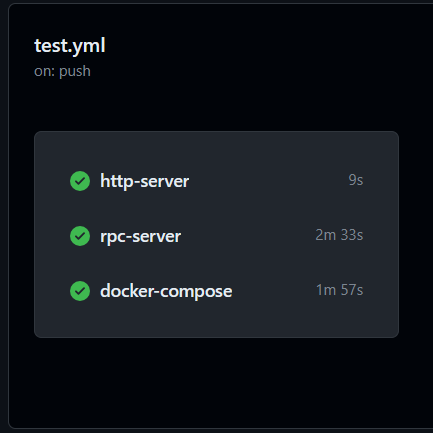 test.yml
on: push
http-server 9s
rpc-server 2m 33s
docker-compose 1m 57s